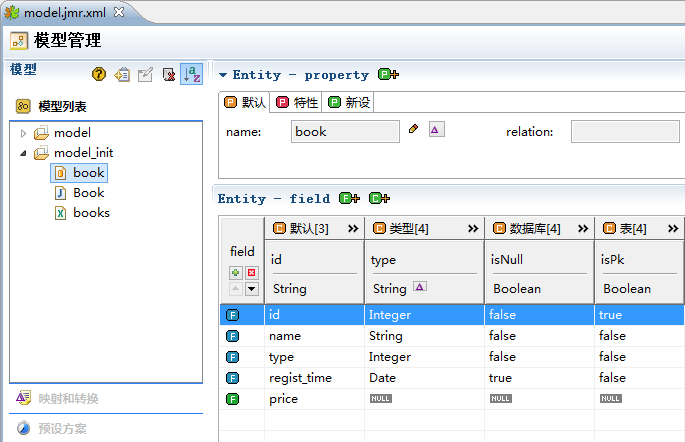 model.jmr.xml
模型管理
模型
模型列表
model
model_init
book
Book
books
映射和转换
预设方案
Entity - property
默认 特性 新设
name: book relation:
Entity - field
field 默认[3] 类型[4] 数据库[4] 表[4]
id type isNull isPk
String String Boolean Boolean
id Integer false true
name String false false
type Integer false false
regist_time Date true false
price NULL NULL NULL